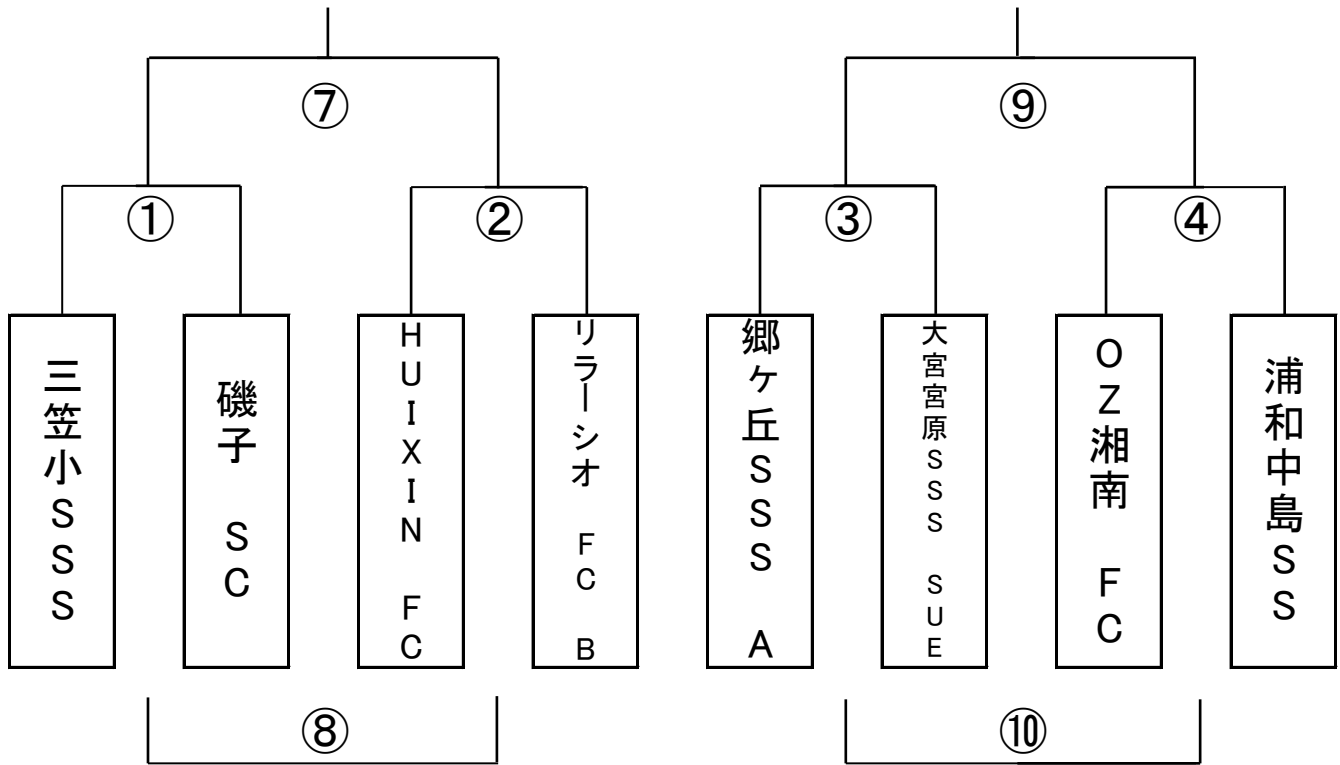 ⑦
⑨
①
②
③
④
三笠小SSS
磯子 SC
HUIXIN FC
リラーシオ FC B
郷ケ丘SSS A
大宮宮原SSS SUE
OZ湘南 FC
浦和中島SS
⑧
⑩